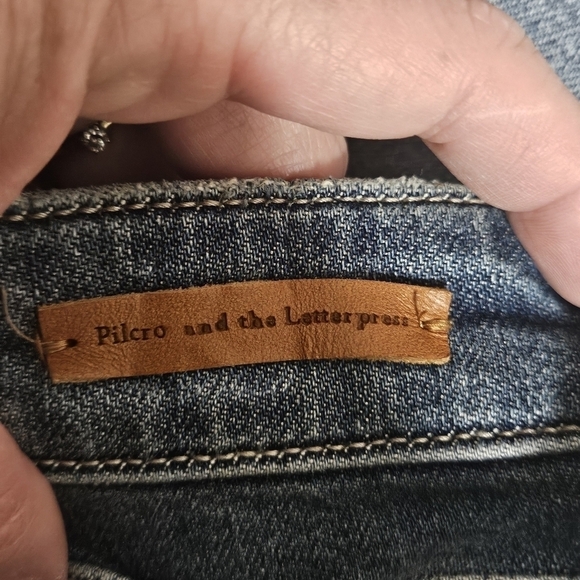 Pilcro and the Letterpress